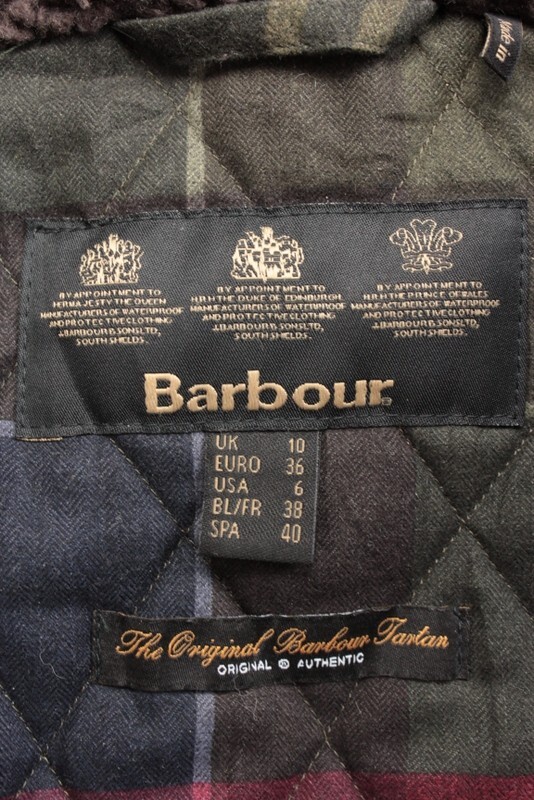 Made in
BY APPOINTMENT TO
HER MAJESTY THE QUEEN
MANUFACTURERS OF WATERPROOF
AND PROTECTIVE CLOTHING
J.BARBOUR & SONS LTD,
SOUTH SHIELDS.
BY APPOINTMENT TO
H.R.H THE DUKE OF EDINBURGH
MANUFACTURERS OF WATERPROOF
AND PROTECTIVE CLOTHING
J.BARBOUR & SONS LTD,
SOUTH SHIELDS.
BY APPOINTMENT TO
H.R.H THE PRINCE OF WALES
MANUFACTURERS OF WATERPROOF
AND PROTECTIVE CLOTHING
J.BARBOUR & SONS LTD,
SOUTH SHIELDS.
Barbour®
UK 10
EURO 36
USA 6
BL/FR 38
SPA 40
The Original Barbour Tartan
ORIGINAL ® AUTHENTIC